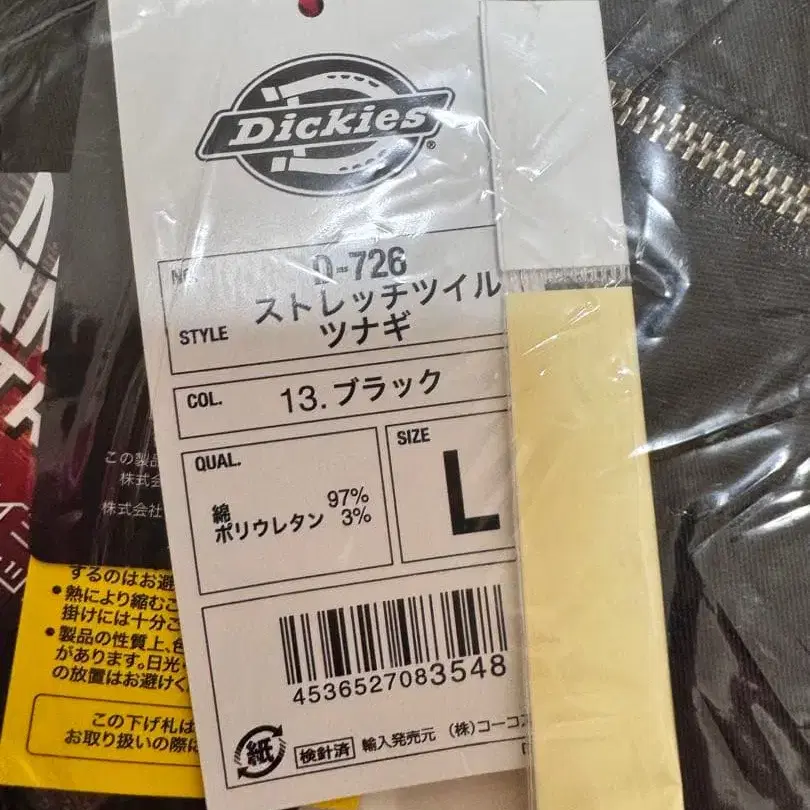 Dickies®
No.
D-726
STYLE
ストレッチツイル
ツナギ
COL.
13.ブラック
QUAL.
綿 97%
ポリウレタン 3%
SIZE
L
4536527083548
紙
検針済 輸入発売元 (株)コーコス
この製品
株式会
株式会社
するのはお避
•熱により縮むこ
掛けには十分ご
•製品の性質上、色
があります。日光
の放置はお避けく
この下げ札は
お取り扱いの際に